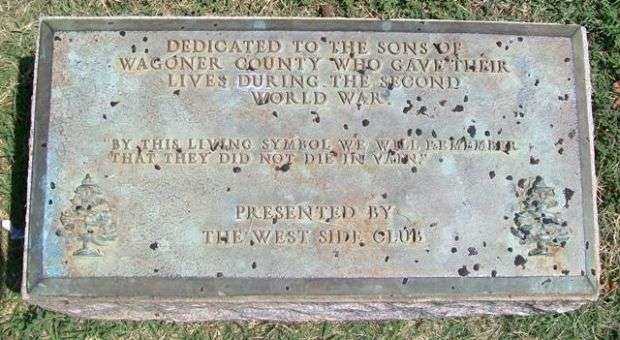 DEDICATED TO THE SONS OF
WAGONER COUNTY WHO GAVE THEIR
LIVES DURING THE SECOND
WORLD WAR.
"BY THIS LIVING SYMBOL WE WILL REMEMBER
THAT THEY DID NOT DIE IN VAIN."
PRESENTED BY
THE WEST SIDE CLUB